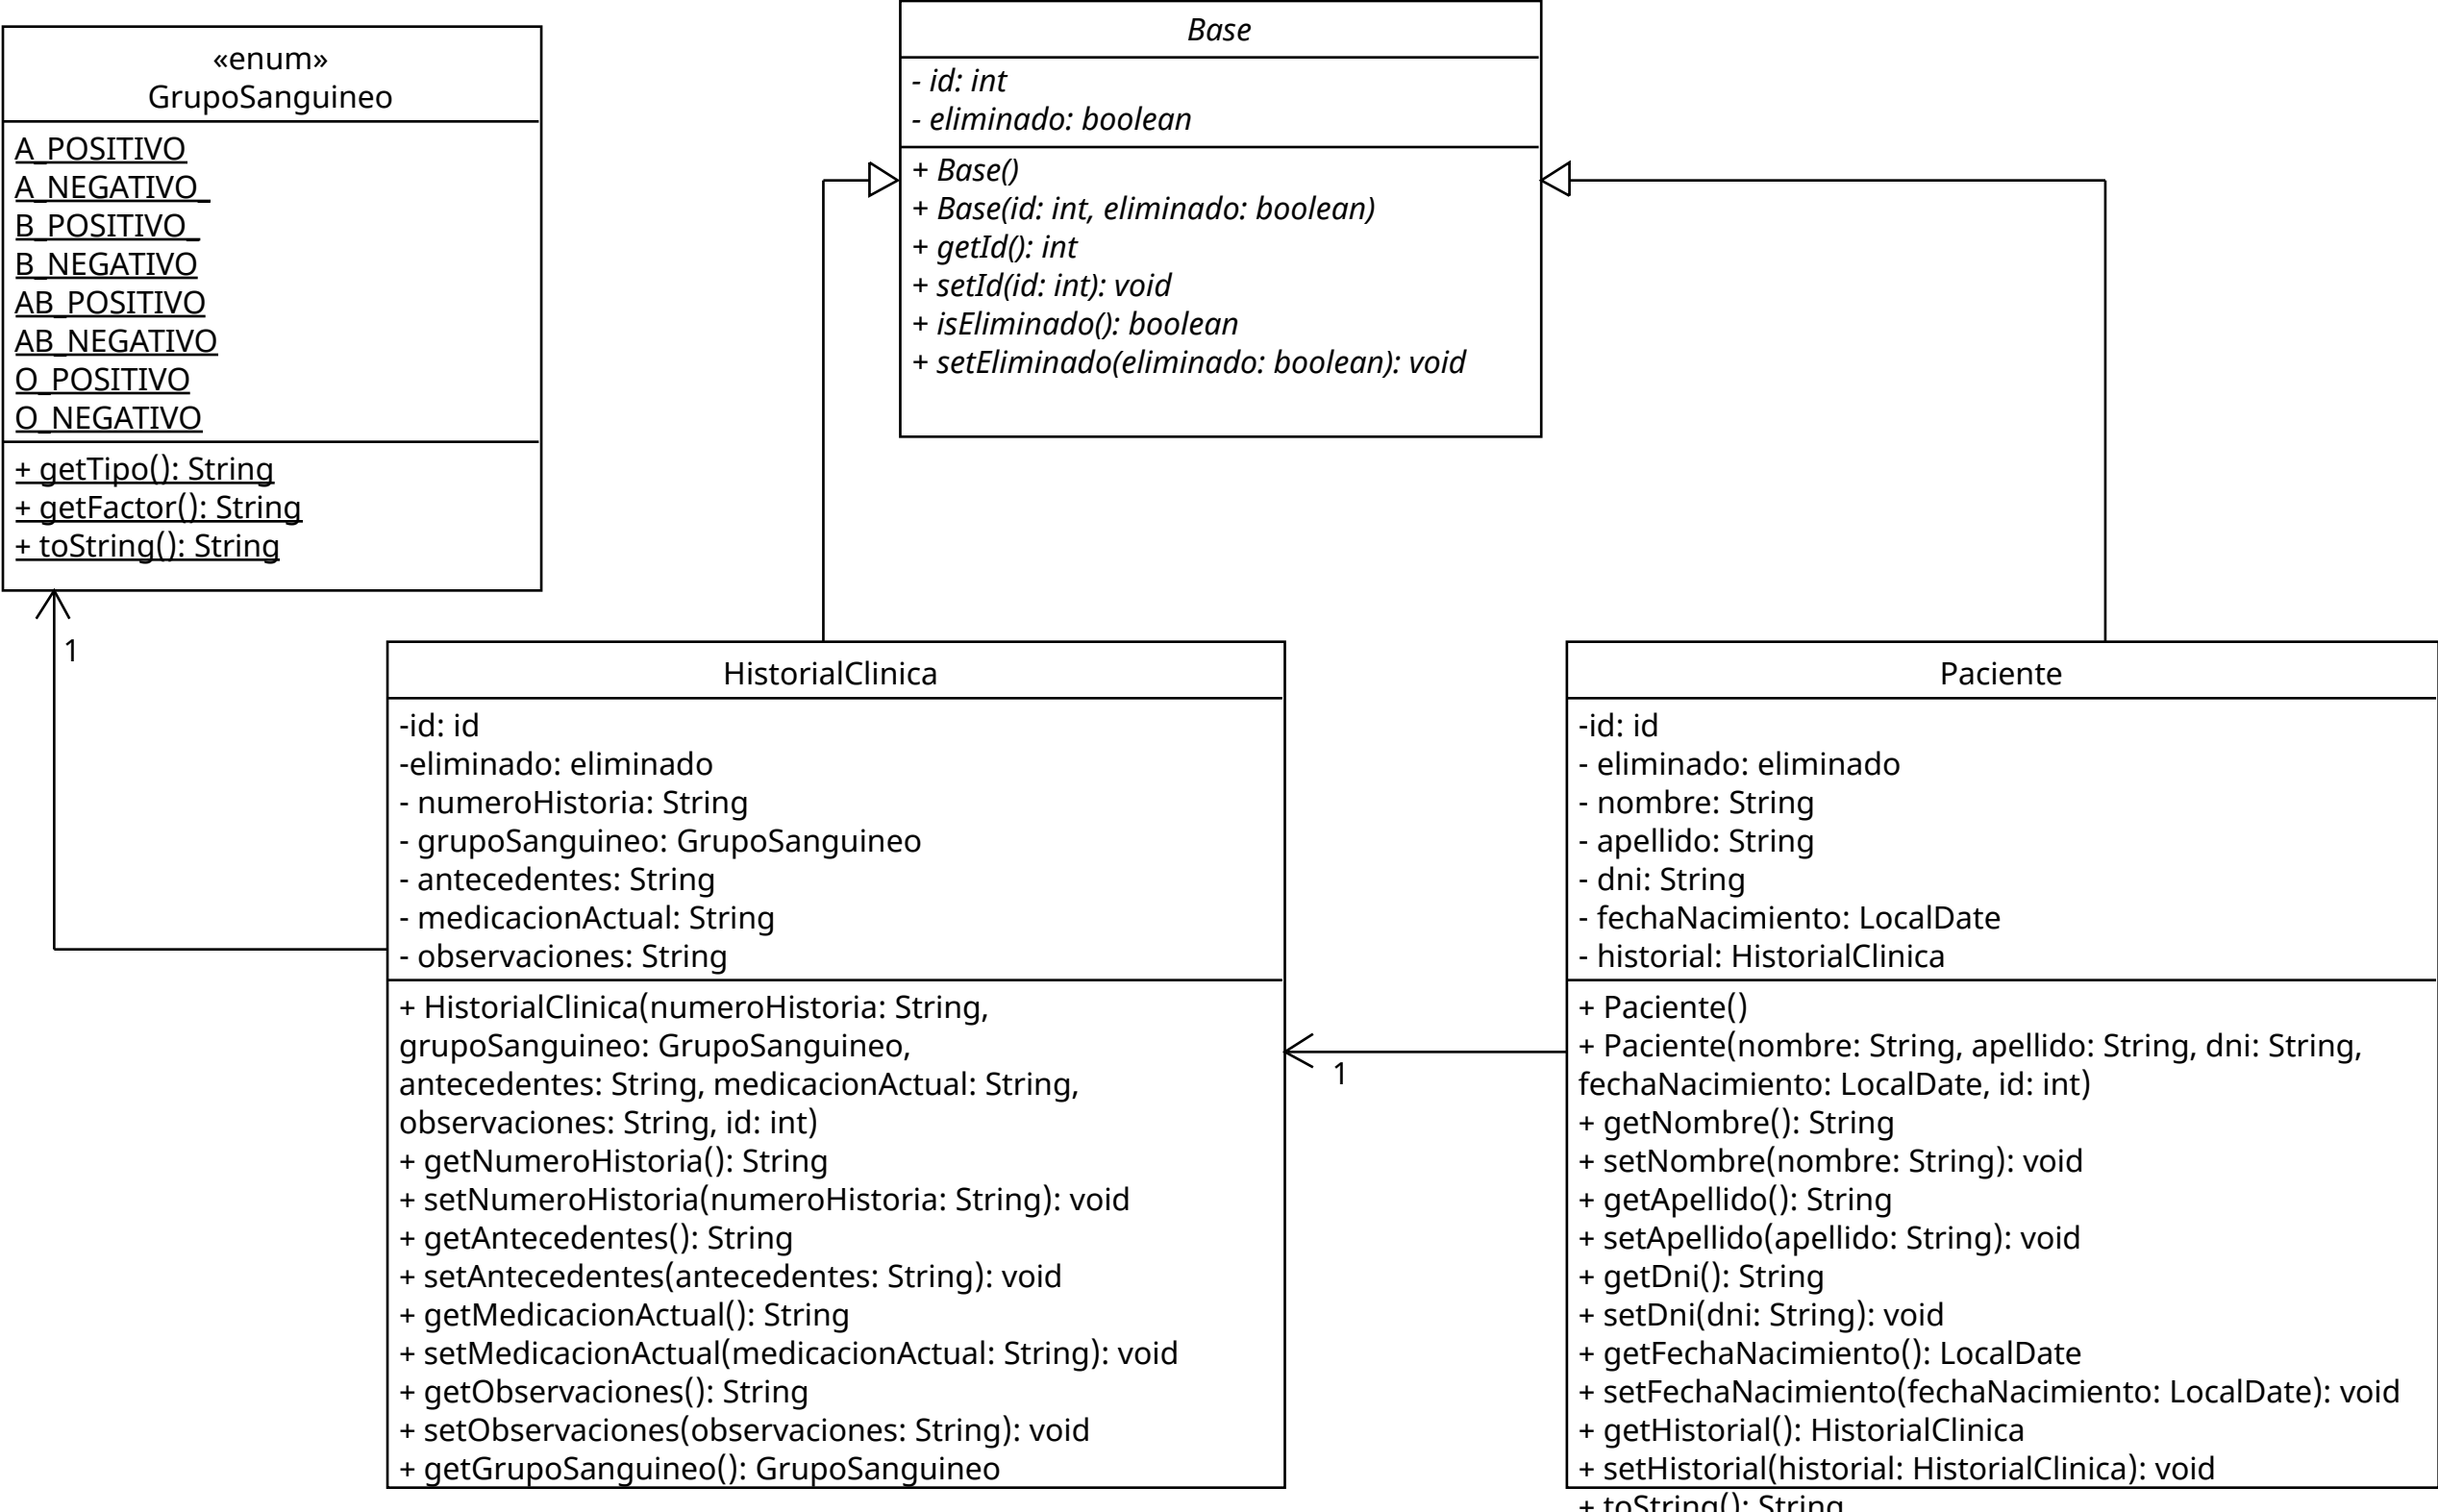 «enum»
GrupoSanguineo
A_POSITIVO
A_NEGATIVO_
B_POSITIVO_
B_NEGATIVO
AB_POSITIVO
AB_NEGATIVO
O_POSITIVO
O_NEGATIVO
+ getTipo(): String
+ getFactor(): String
+ toString(): String
1
Base
- id: int
- eliminado: boolean
+ Base()
+ Base(id: int, eliminado: boolean)
+ getId(): int
+ setId(id: int): void
+ isEliminado(): boolean
+ setEliminado(eliminado: boolean): void
HistorialClinica
-id: id
-eliminado: eliminado
- numeroHistoria: String
- grupoSanguineo: GrupoSanguineo
- antecedentes: String
- medicacionActual: String
- observaciones: String
+ HistorialClinica(numeroHistoria: String,
grupoSanguineo: GrupoSanguineo,
antecedentes: String, medicacionActual: String,
observaciones: String, id: int)
+ getNumeroHistoria(): String
+ setNumeroHistoria(numeroHistoria: String): void
+ getAntecedentes(): String
+ setAntecedentes(antecedentes: String): void
+ getMedicacionActual(): String
+ setMedicacionActual(medicacionActual: String): void
+ getObservaciones(): String
+ setObservaciones(observaciones: String): void
+ getGrupoSanguineo(): GrupoSanguineo
1
Paciente
-id: id
- eliminado: eliminado
- nombre: String
- apellido: String
- dni: String
- fechaNacimiento: LocalDate
- historial: HistorialClinica
+ Paciente()
+ Paciente(nombre: String, apellido: String, dni: String,
fechaNacimiento: LocalDate, id: int)
+ getNombre(): String
+ setNombre(nombre: String): void
+ getApellido(): String
+ setApellido(apellido: String): void
+ getDni(): String
+ setDni(dni: String): void
+ getFechaNacimiento(): LocalDate
+ setFechaNacimiento(fechaNacimiento: LocalDate): void
+ getHistorial(): HistorialClinica
+ setHistorial(historial: HistorialClinica): void
+ toString(): String